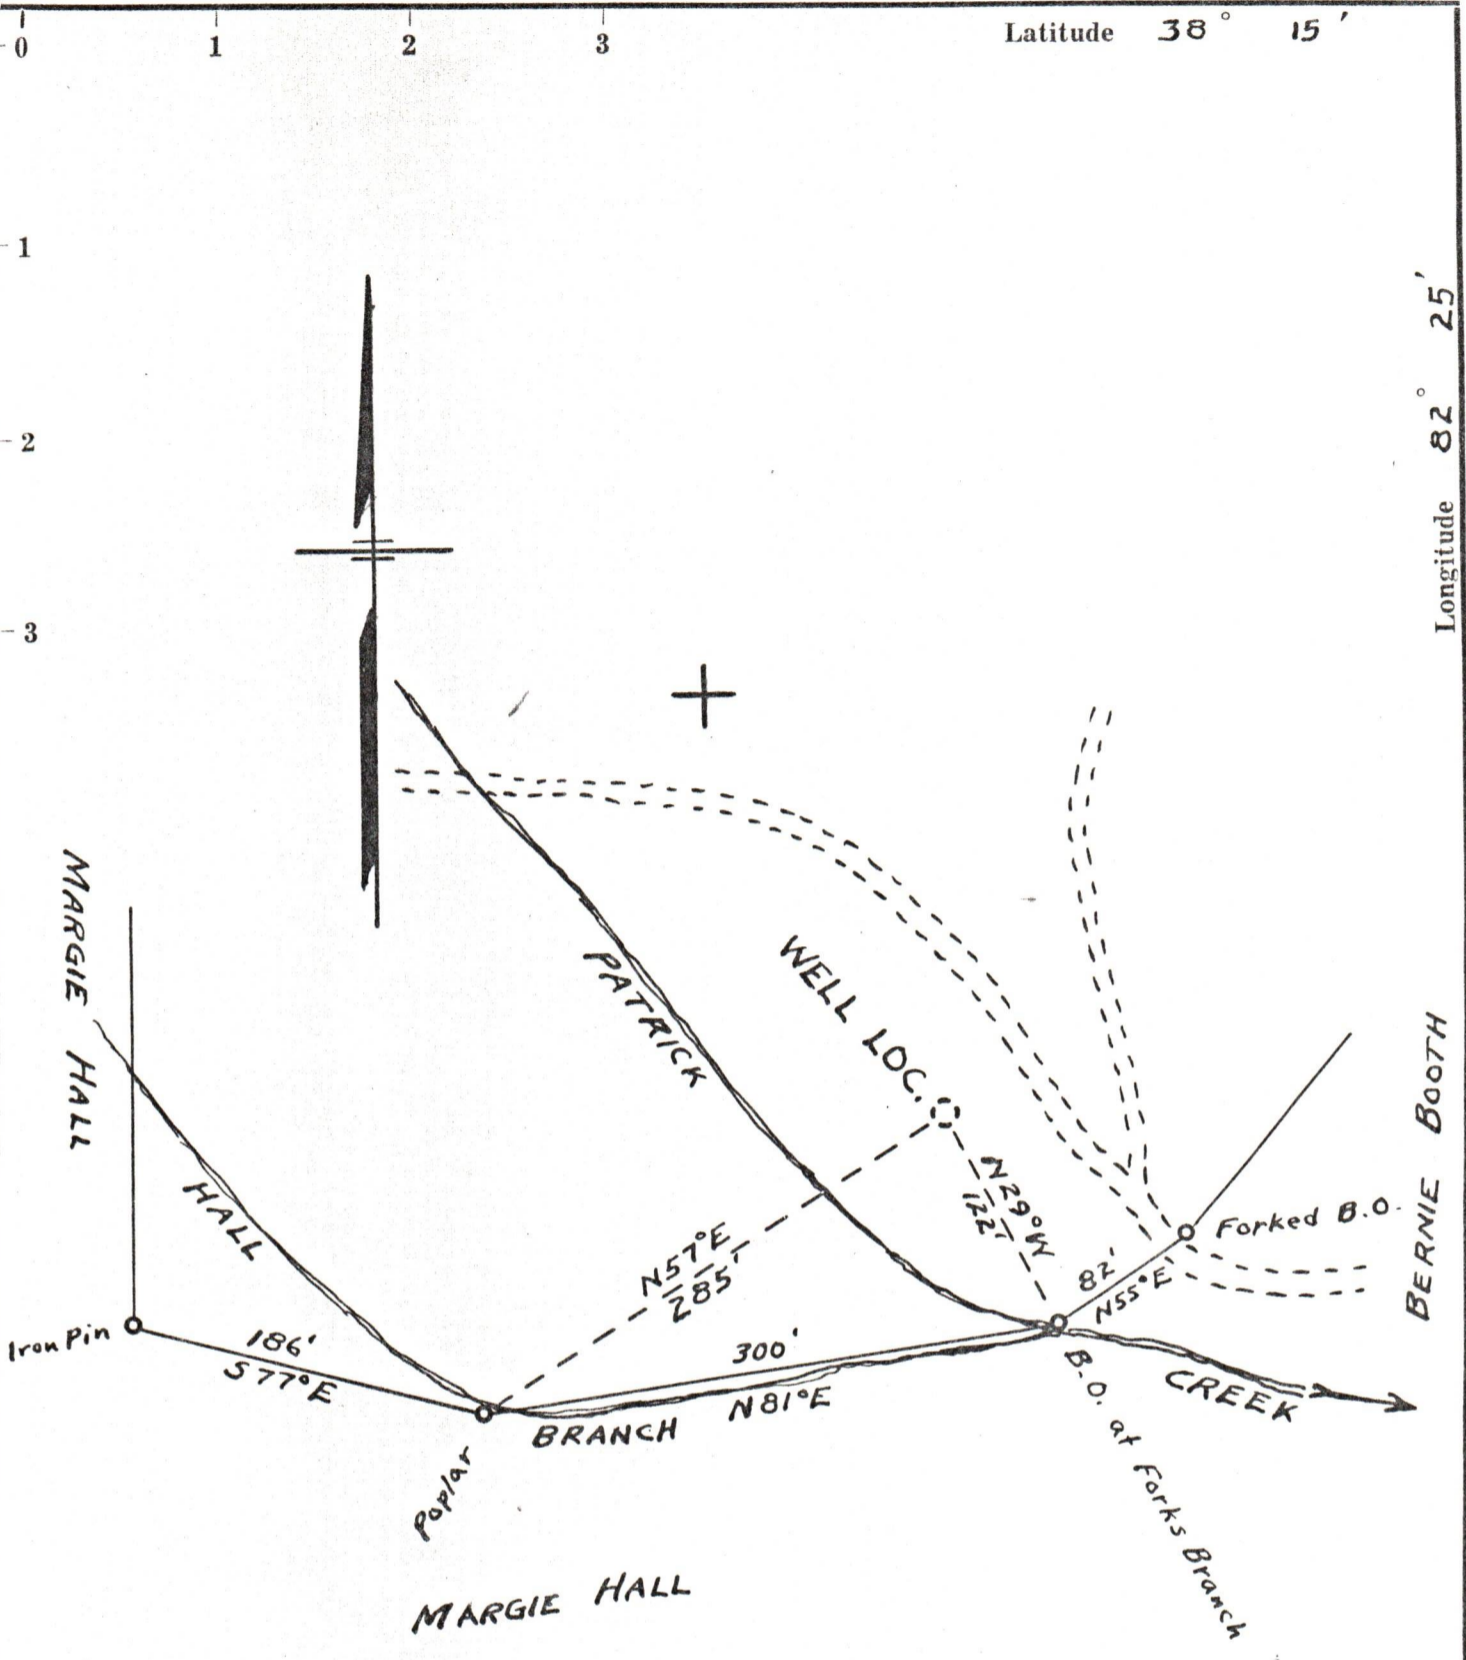 0 1 2 3 Latitude 38° 15'
1
2
3
Longitude 82° 25'
MARGIE HALL
PATRICK
WELL LOC.
BERNIE BOOTH
HALL
N29°W
122'
Forked B.O.
82'
N55°E
N57°E
285'
Iron Pin
186'
S77°E
300'
N81°E
BRANCH
CREEK
Poplar
B.O. at Forks Branch
MARGIE HALL